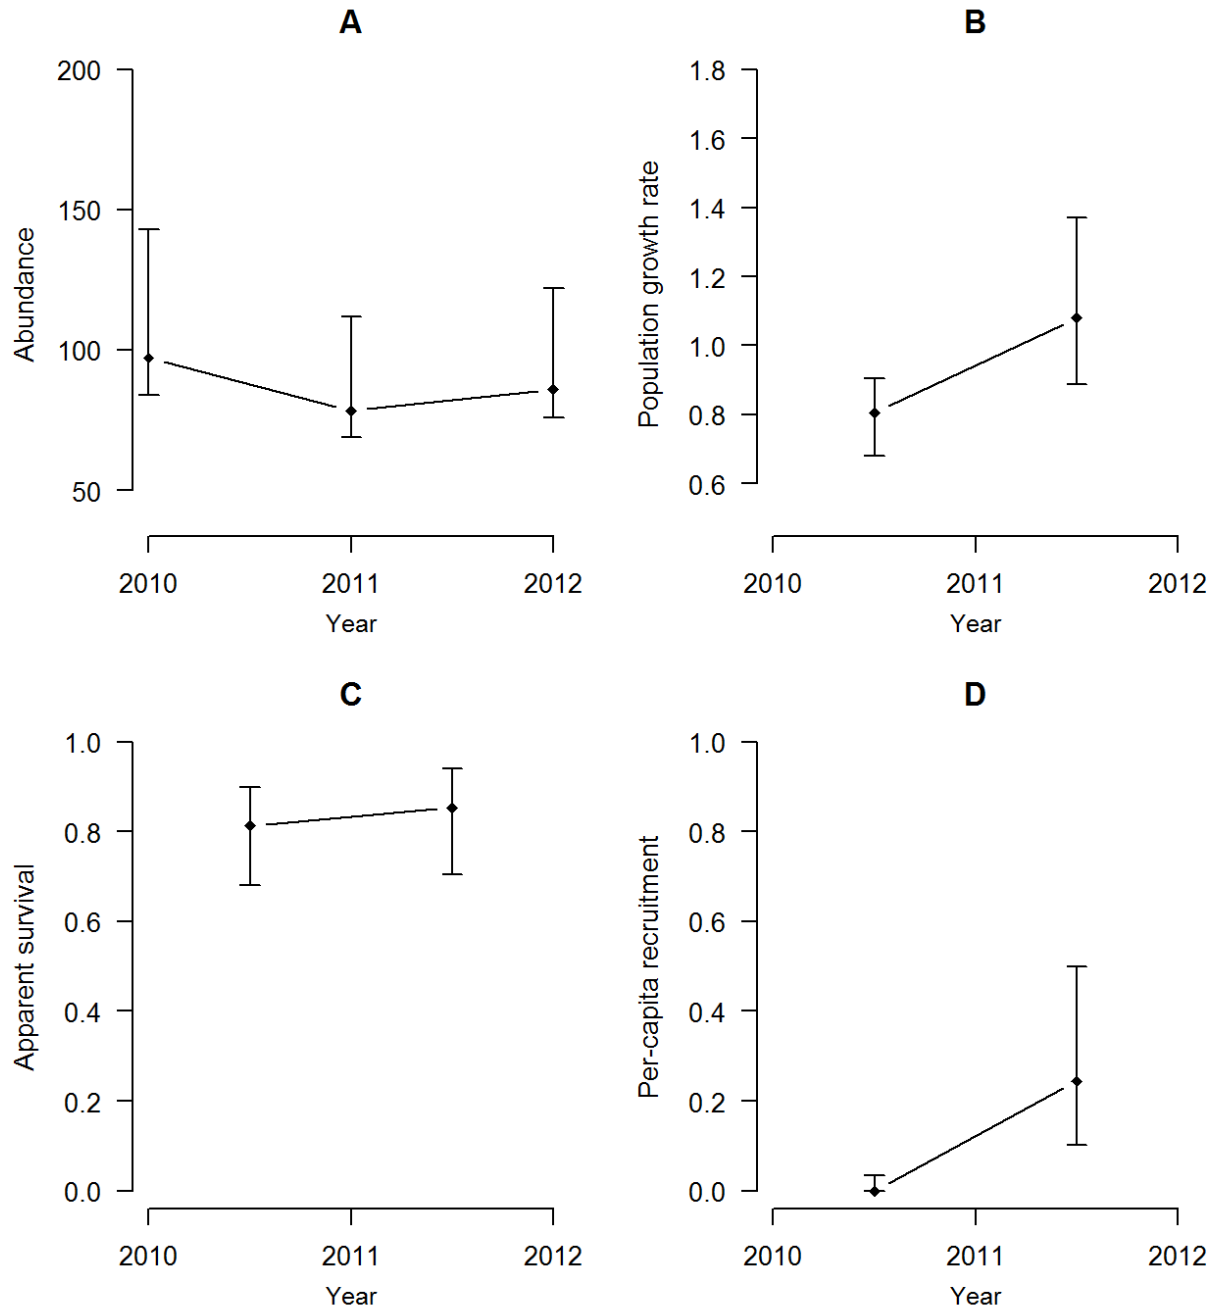 A
200
150
100
50
Abundance
2010 2011 2012
Year
B
1.8
1.6
1.4
1.2
1.0
0.8
0.6
Population growth rate
2010 2011 2012
Year
C
1.0
0.8
0.6
0.4
0.2
0.0
Apparent survival
2010 2011 2012
Year
D
1.0
0.8
0.6
0.4
0.2
0.0
Per-capita recruitment
2010 2011 2012
Year